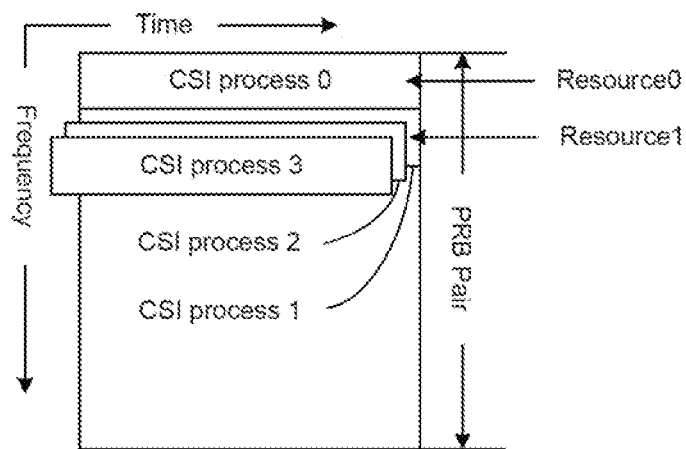 Time
CSI process 0
Resource0
Frequency
Resource1
CSI process 3
CSI process 2
PRB Pair
CSI process 1